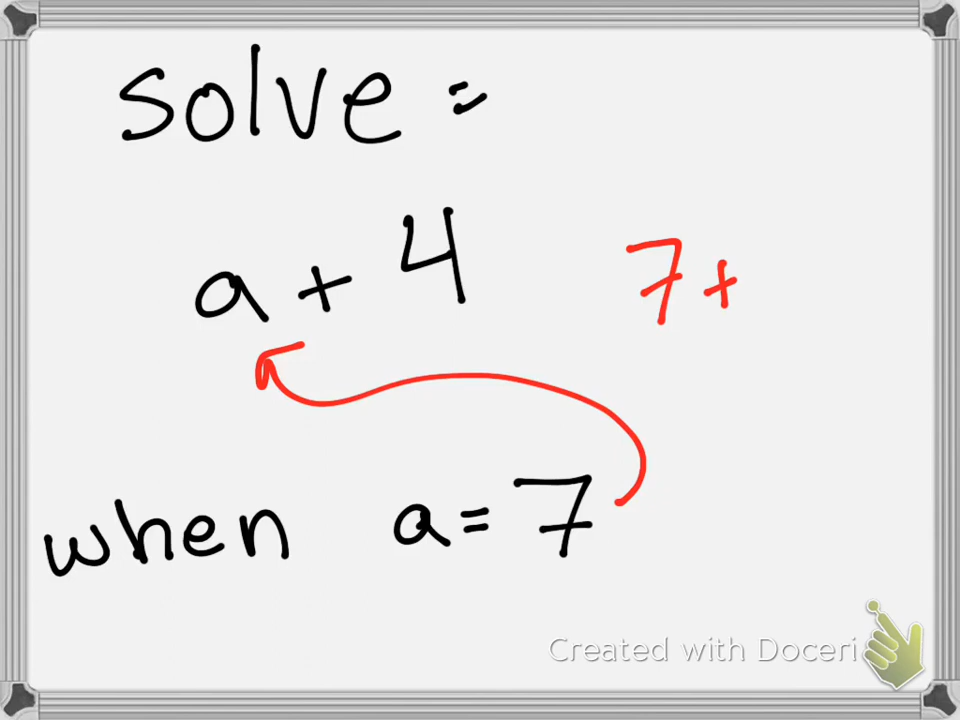 solve =
a + 4 7 +
when a = 7
Created with Doceri